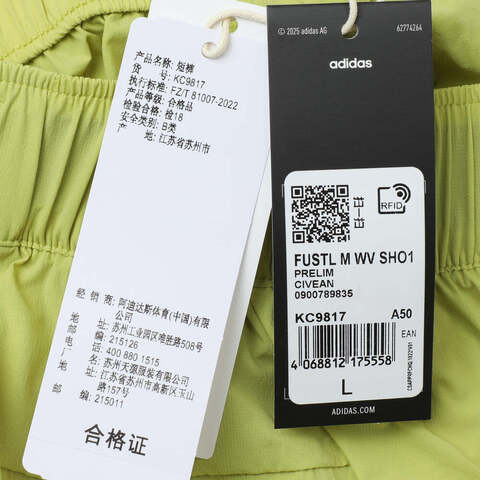 产品名称: 短裤
货号: KC9817
执行标准: FZ/T 81007-2022
产品等级: 合格品
检验合格: 检18
安全类别: B类
产地: 江苏省苏州市
经销商: 阿迪达斯体育(中国)有限
公司
地址: 苏州工业园区唯亭双马街508号
邮编: 215126
电话: 400 880 1515
苏州天源服装有限公司
地址: 江苏省苏州市高新区玉山
路157号
邮编: 215011
合格证
© 2025 adidas AG
62774264
adidas
RFID
FUSTL M WV SHO1
PRELIM
CIVEAN
0900789835
KC9817 A50
EAN
4 068812 175558
L
ADIDAS.COM